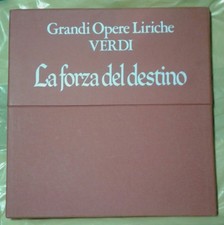 Grandi Opere Liriche
VERDI
La forza del destino